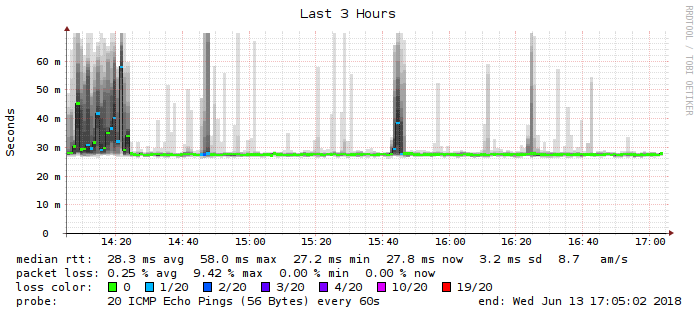 Last 3 Hours
RRDTOOL / TOBI OETIKER
Seconds
60 m
50 m
40 m
30 m
20 m
10 m
0
14:20 14:40 15:00 15:20 15:40 16:00 16:20 16:40 17:00
median rtt: 28.3 ms avg 58.0 ms max 27.2 ms min 27.8 ms now 3.2 ms sd 8.7 am/s
packet loss: 0.25 % avg 9.42 % max 0.00 % min 0.00 % now
loss color: 0 1/20 2/20 3/20 4/20 10/20 19/20
probe: 20 ICMP Echo Pings (56 Bytes) every 60s end: Wed Jun 13 17:05:02 2018